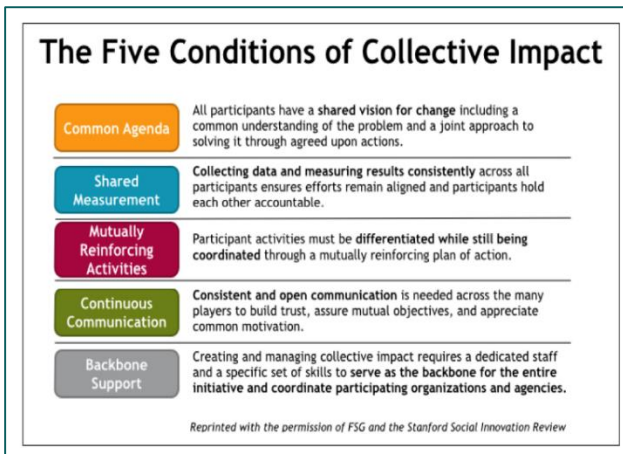 The Five Conditions of Collective Impact
Common Agenda
All participants have a shared vision for change including a
common understanding of the problem and a joint approach to
solving it through agreed upon actions.
Shared
Measurement
Collecting data and measuring results consistently across all
participants ensures efforts remain aligned and participants hold
each other accountable.
Mutually
Reinforcing
Activities
Participant activities must be differentiated while still being
coordinated through a mutually reinforcing plan of action.
Continuous
Communication
Consistent and open communication is needed across the many
players to build trust, assure mutual objectives, and appreciate
common motivation.
Backbone
Support
Creating and managing collective impact requires a dedicated staff
and a specific set of skills to serve as the backbone for the entire
initiative and coordinate participating organizations and agencies.
Reprinted with the permission of FSG and the Stanford Social Innovation Review